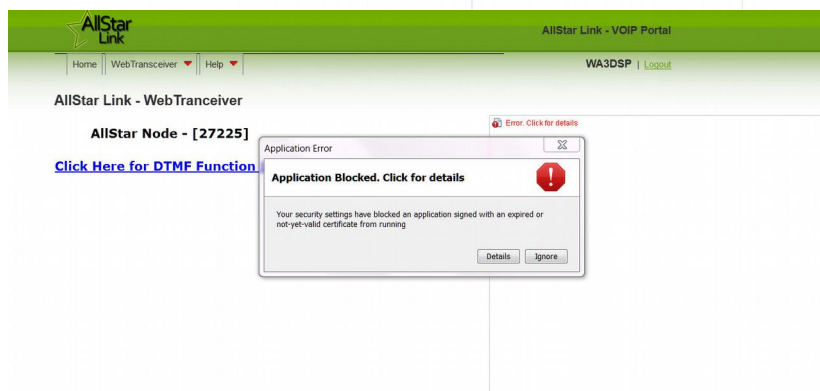 AllStar
Link
AllStar Link - VOIP Portal
Home WebTransceiver Help
WA3DSP | Logout
AllStar Link - WebTranceiver
Error. Click for details
AllStar Node - [27225]
Click Here for DTMF Function
Application Error
Application Blocked. Click for details
Your security settings have blocked an application signed with an expired or
not-yet-valid certificate from running
Details Ignore